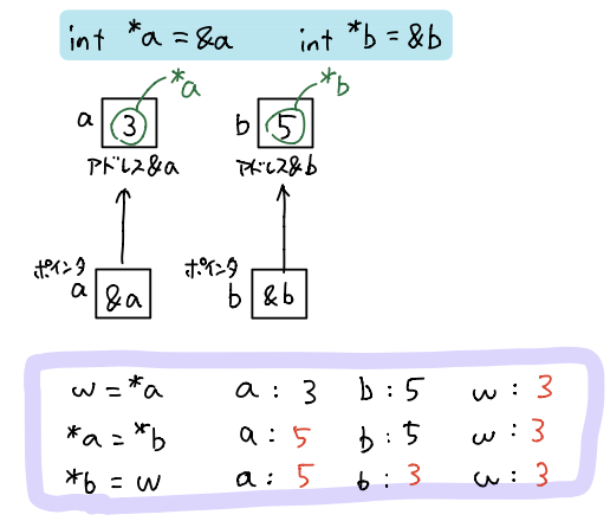 int *a = &a int *b = &b
*a *b
a 3 b 5
アドレス&a アドレス&b
ポインタ ポインタ
a &a b &b
w = *a a : 3 b : 5 w : 3
*a = *b a : 5 b : 5 w : 3
*b = w a : 5 b : 3 w : 3